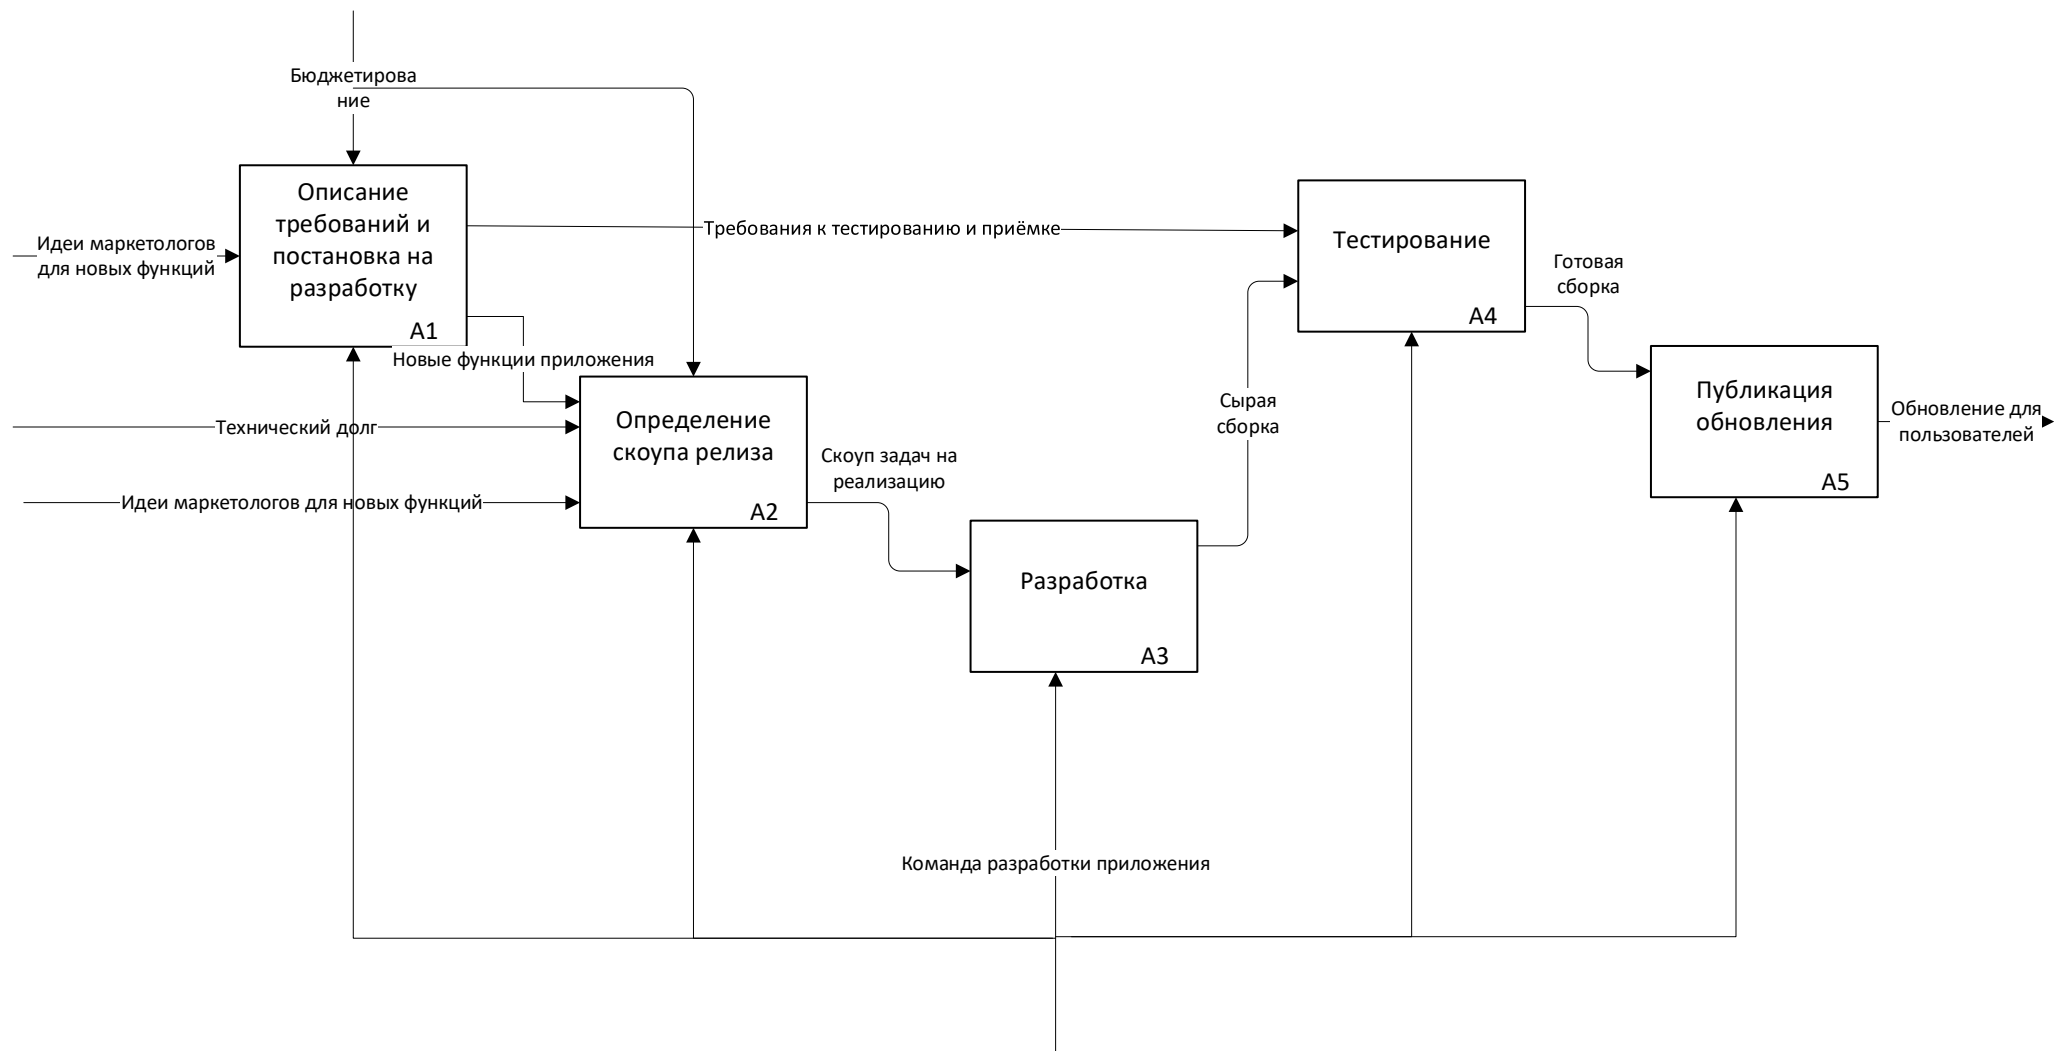 Бюджетирова
ние
Описание
требований и
постановка на
разработку
A1
Идеи маркетологов
для новых функций
Требования к тестированию и приёмке
Тестирование
A4
Готовая
сборка
Новые функции приложения
Технический долг
Идеи маркетологов для новых функций
Определение
скоупа релиза
A2
Скоуп задач на
реализацию
Сырая
сборка
Публикация
обновления
A5
Обновление для
пользователей
Разработка
A3
Команда разработки приложения